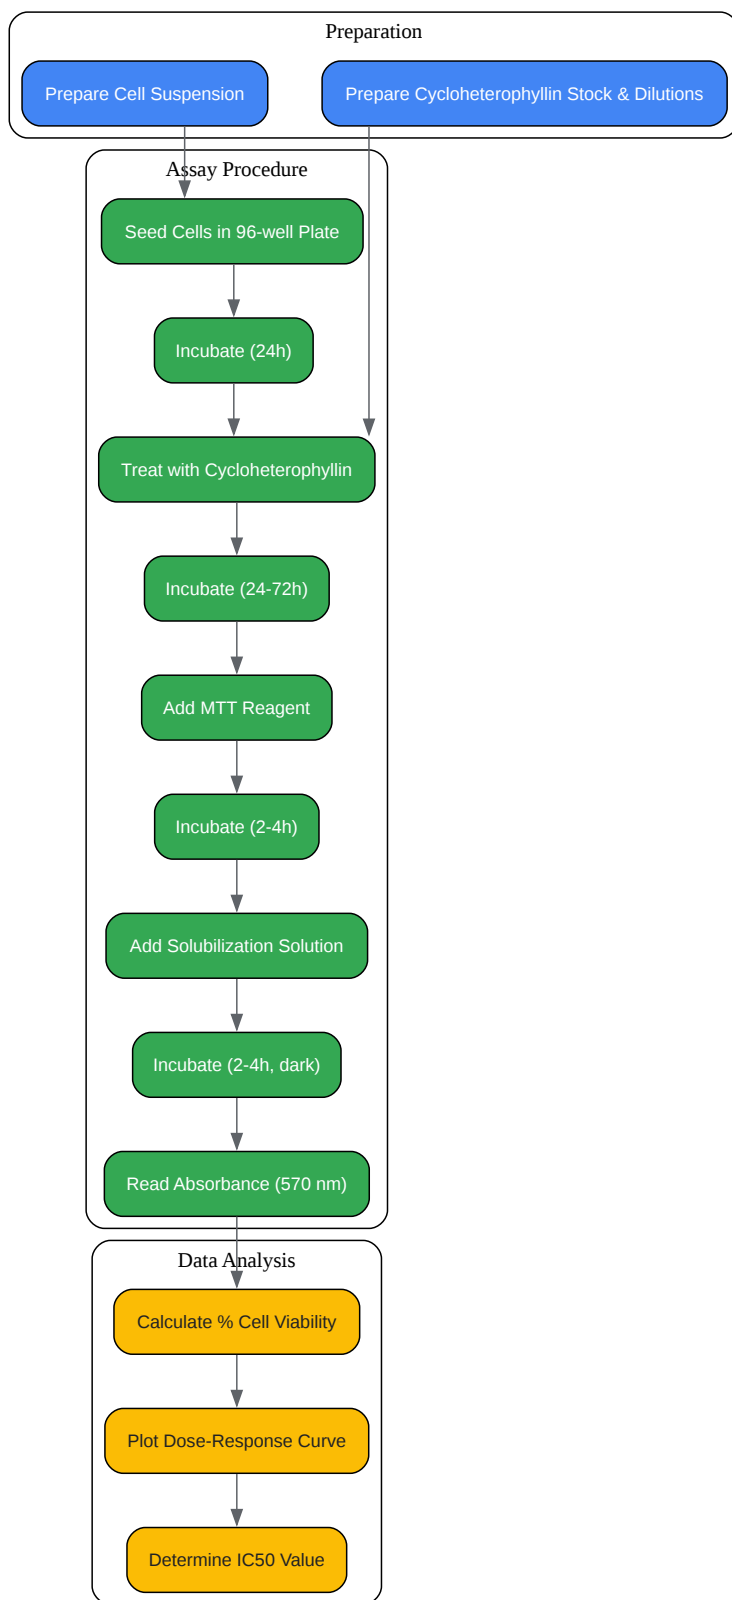 Preparation
Prepare Cell Suspension
Prepare Cycloheterophyllin Stock & Dilutions
Assay Procedure
Seed Cells in 96-well Plate
Incubate (24h)
Treat with Cycloheterophyllin
Incubate (24-72h)
Add MTT Reagent
Incubate (2-4h)
Add Solubilization Solution
Incubate (2-4h, dark)
Read Absorbance (570 nm)
Data Analysis
Calculate % Cell Viability
Plot Dose-Response Curve
Determine IC50 Value